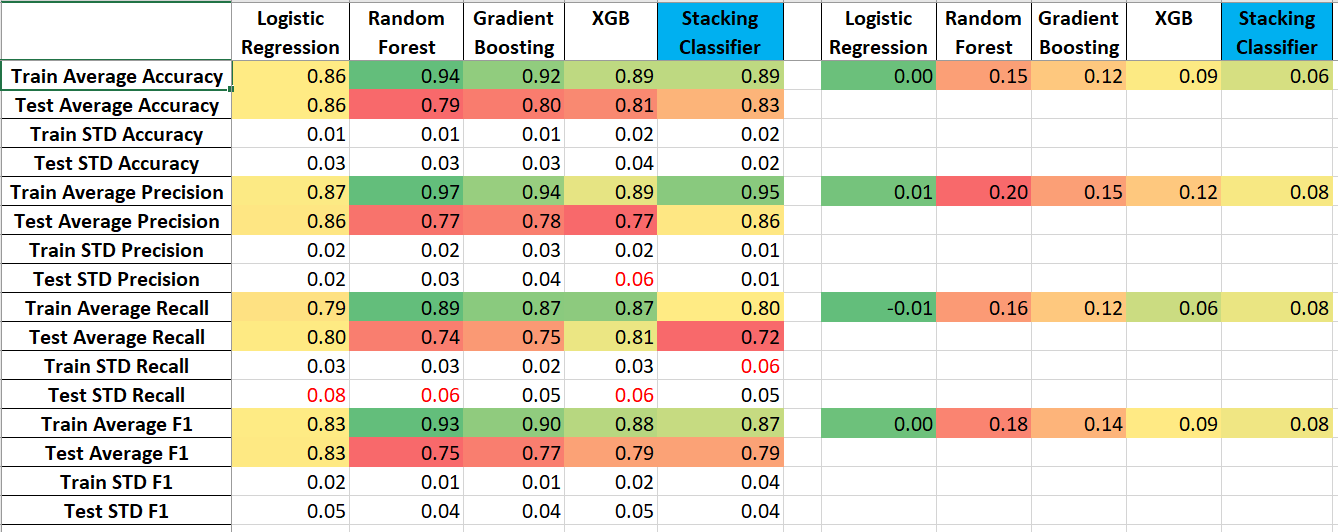 Logistic Random Gradient XGB Stacking Logistic Random Gradient XGB Stacking
Regression Forest Boosting Classifier Regression Forest Boosting Classifier
Train Average Accuracy 0.86 0.94 0.92 0.89 0.89 0.00 0.15 0.12 0.09 0.06
Test Average Accuracy 0.86 0.79 0.80 0.81 0.83
Train STD Accuracy 0.01 0.01 0.01 0.02 0.02
Test STD Accuracy 0.03 0.03 0.03 0.04 0.02
Train Average Precision 0.87 0.97 0.94 0.89 0.95 0.01 0.20 0.15 0.12 0.08
Test Average Precision 0.86 0.77 0.78 0.77 0.86
Train STD Precision 0.02 0.02 0.03 0.02 0.01
Test STD Precision 0.02 0.03 0.04 0.06 0.01
Train Average Recall 0.79 0.89 0.87 0.87 0.80 -0.01 0.16 0.12 0.06 0.08
Test Average Recall 0.80 0.74 0.75 0.81 0.72
Train STD Recall 0.03 0.03 0.02 0.03 0.06
Test STD Recall 0.08 0.06 0.05 0.06 0.05
Train Average F1 0.83 0.93 0.90 0.88 0.87 0.00 0.18 0.14 0.09 0.08
Test Average F1 0.83 0.75 0.77 0.79 0.79
Train STD F1 0.02 0.01 0.01 0.02 0.04
Test STD F1 0.05 0.04 0.04 0.05 0.04